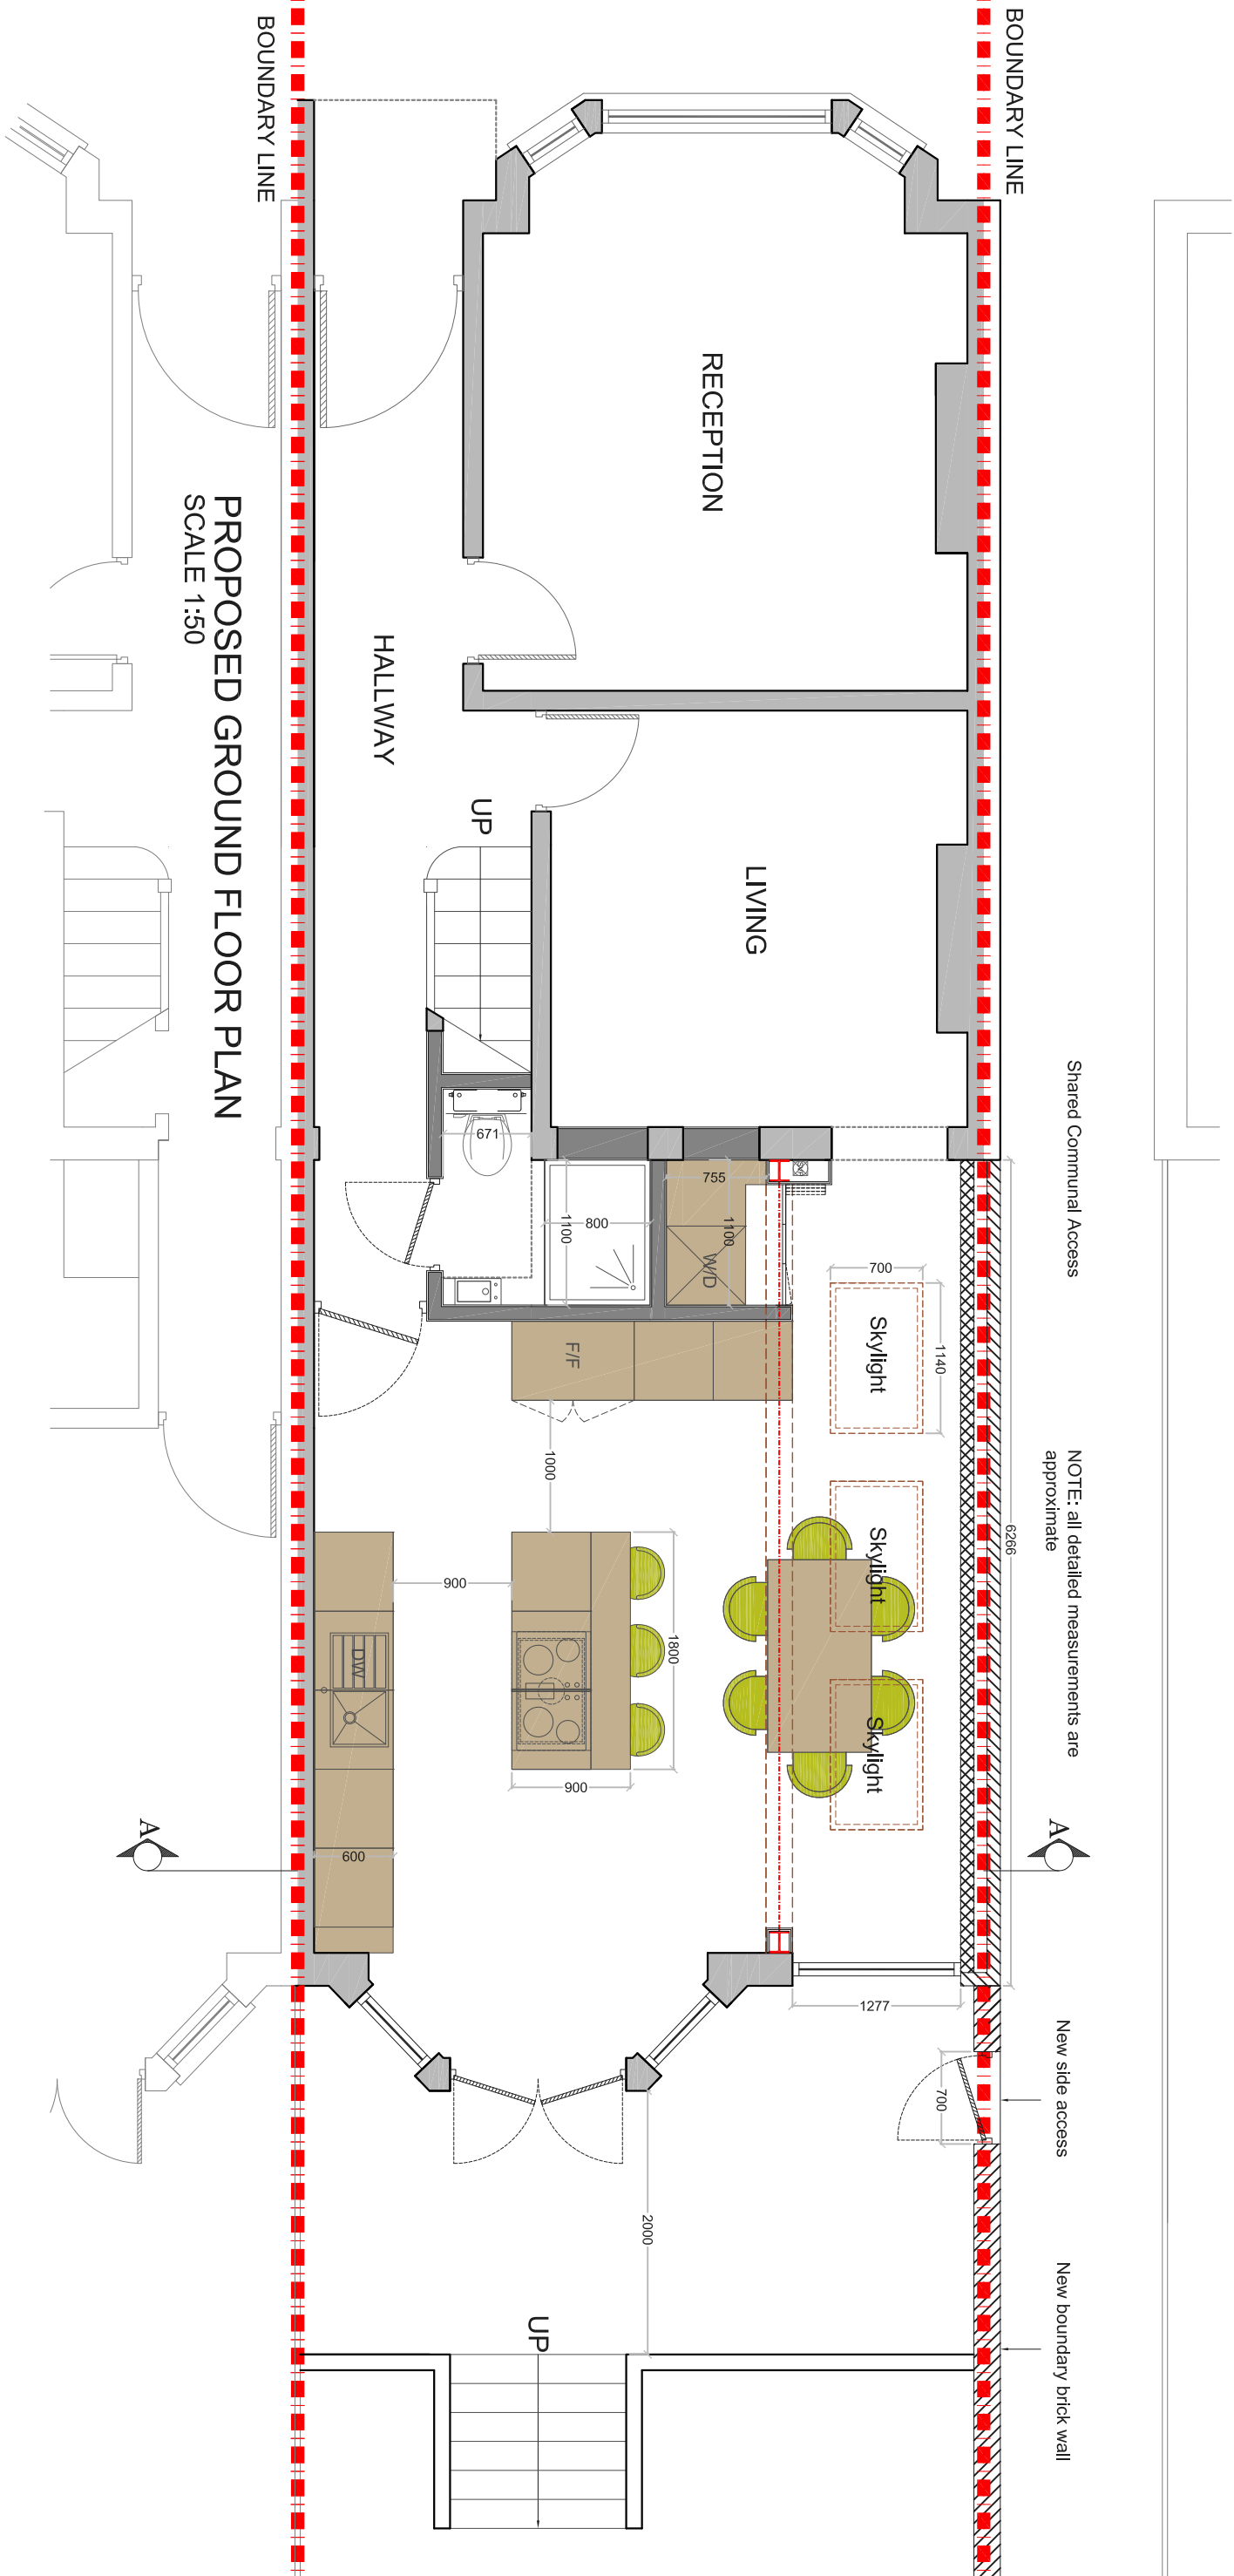 BOUNDARY LINE
BOUNDARY LINE
RECEPTION
HALLWAY
PROPOSED GROUND FLOOR PLAN
SCALE 1:50
UP
LIVING
Shared Communal Access
671
1100
800
755
1100
W/D
700
1140
Skylight
F/F
1000
NOTE: all detailed measurements are
approximate
6266
Skylight
900
1800
DW
Skylight
900
600
A
A
1277
New side access
700
2000
New boundary brick wall
UP